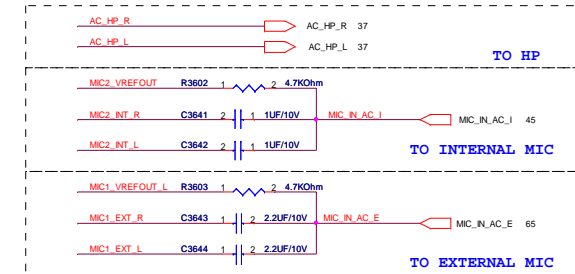 AC_HP_R AC_HP_R 37
AC_HP_L AC_HP_L 37
TO HP
MIC2_VREFOUT R3602 1 2 4.7KOhm
MIC2_INT_R C3641 2 1 1UF/10V MIC_IN_AC_I MIC_IN_AC_I 45
MIC2_INT_L C3642 2 1 1UF/10V
TO INTERNAL MIC
MIC1_VREFOUT_L R3603 1 2 4.7KOhm
MIC1_EXT_R C3643 1 2 2.2UF/10V MIC_IN_AC_E MIC_IN_AC_E 65
MIC1_EXT_L C3644 1 2 2.2UF/10V
TO EXTERNAL MIC